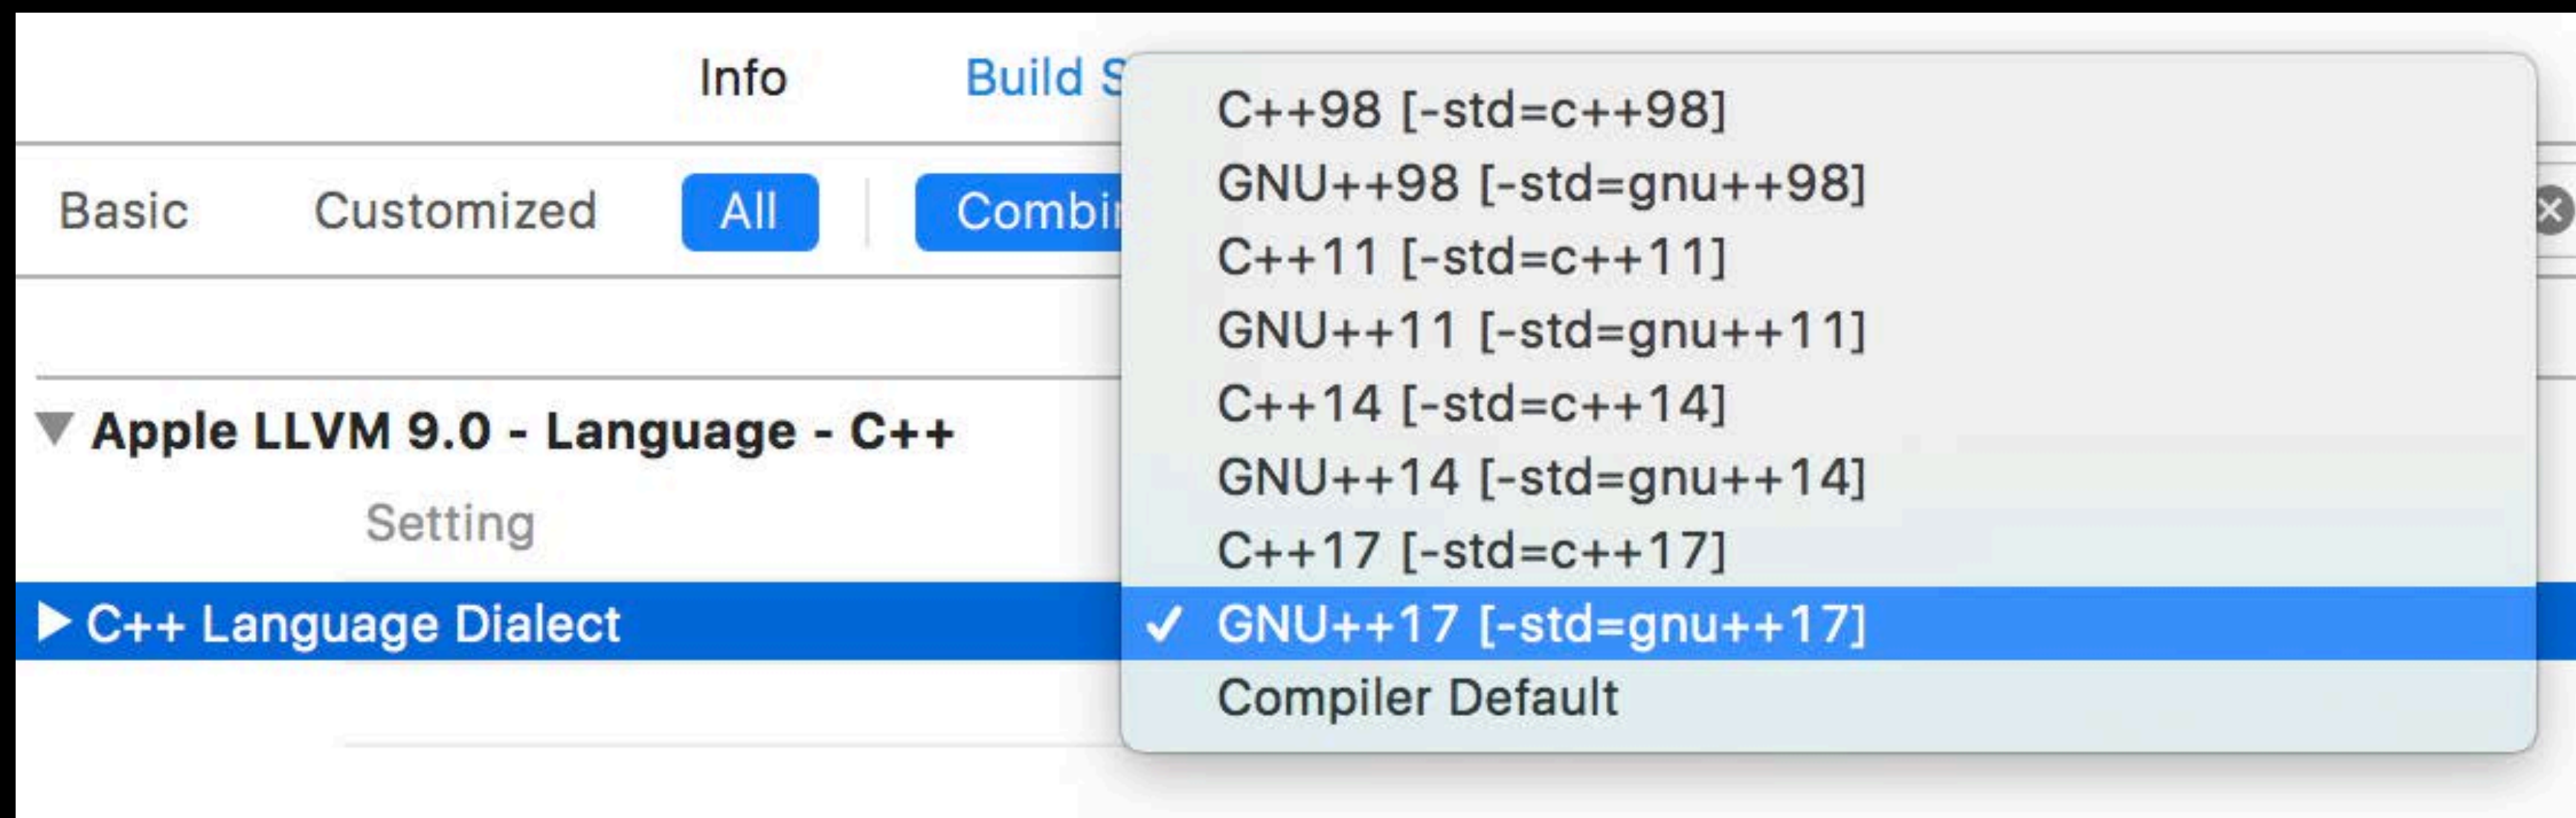 Info
Build S
Basic
Customized
All
Combin
Apple LLVM 9.0 - Language - C++
Setting
C++ Language Dialect
C++98 [-std=c++98]
GNU++98 [-std=gnu++98]
C++11 [-std=c++11]
GNU++11 [-std=gnu++11]
C++14 [-std=c++14]
GNU++14 [-std=gnu++14]
C++17 [-std=c++17]
✓ GNU++17 [-std=gnu++17]
Compiler Default